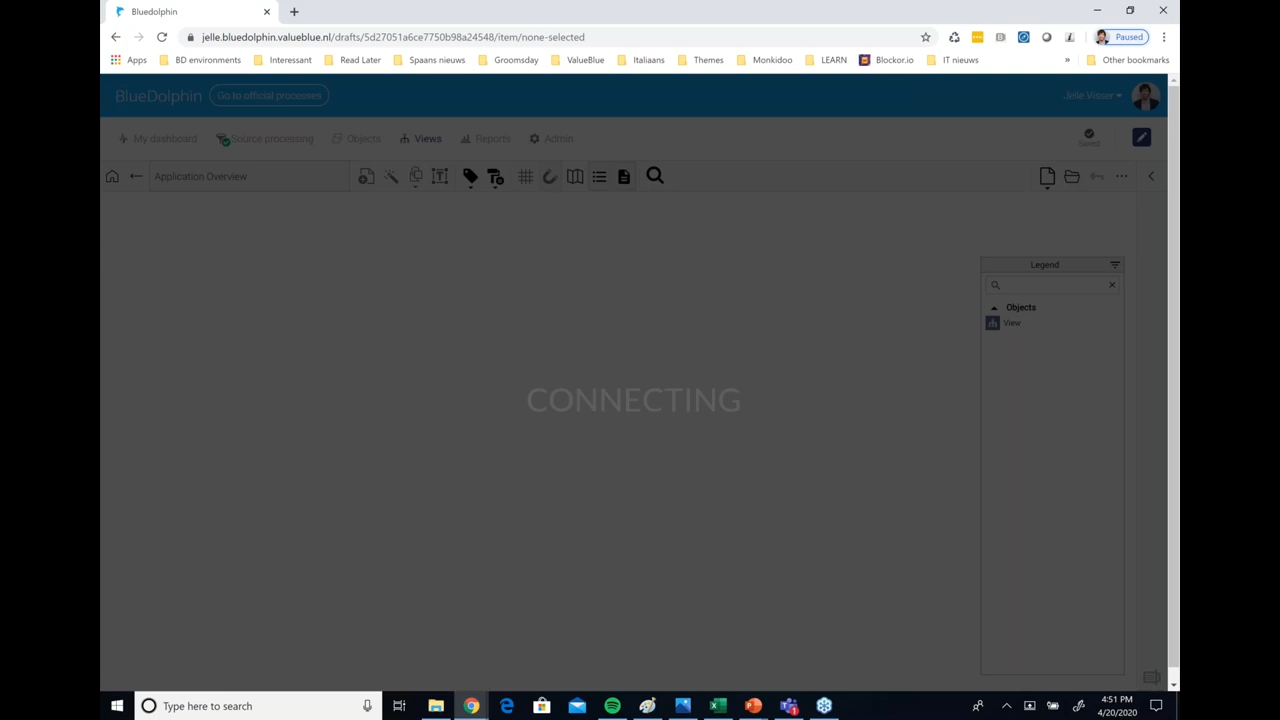 Bluedolphin
jelle.bluedolphin.valueblue.nl/drafts/5d27051a6ce7750b98a24548/item/none-selected
Paused
Apps
BD environments
Interessant
Read Later
Spaans nieuws
Groomsday
ValueBlue
Italiaans
Themes
Monkidoo
LEARN
Blockor.io
IT nieuws
»
Other bookmarks
BlueDolphin
Go to official processes
Jelle Visser
My dashboard
Source processing
Objects
Views
Reports
Admin
Saved
Application Overview
Legend
Objects
View
CONNECTING
Type here to search
4:51 PM
4/20/2020